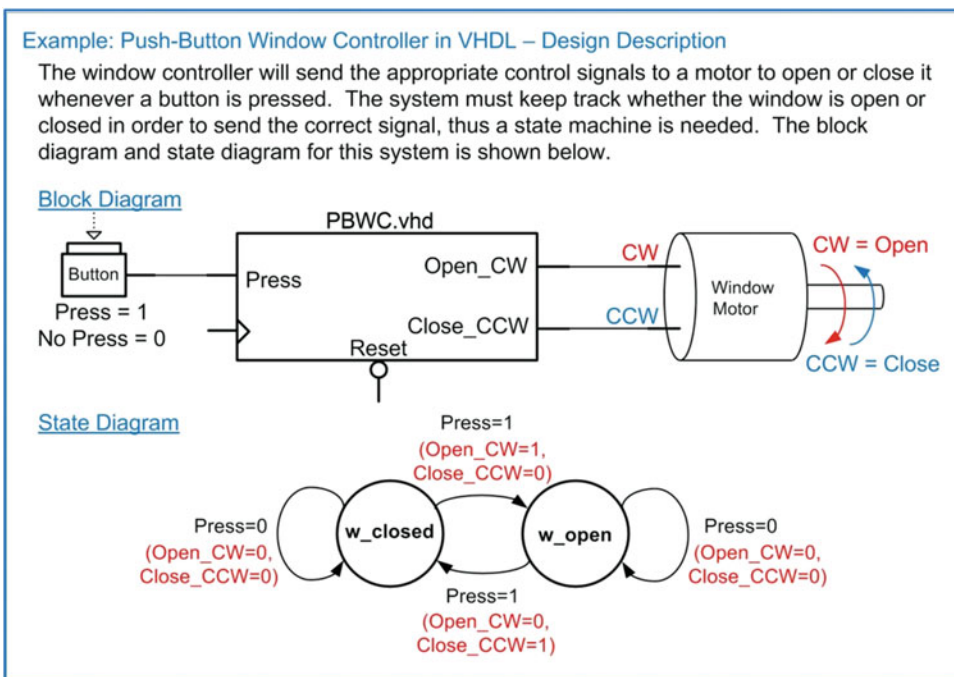 Example: Push-Button Window Controller in VHDL – Design Description
The window controller will send the appropriate control signals to a motor to open or close it
whenever a button is pressed. The system must keep track whether the window is open or
closed in order to send the correct signal, thus a state machine is needed. The block
diagram and state diagram for this system is shown below.
Block Diagram
PBWC.vhd
Button
Press = 1
No Press = 0
Press
Reset
Open_CW
Close_CCW
CW
CCW
Window
Motor
CW = Open
CCW = Close
State Diagram
Press=1
(Open_CW=1,
Close_CCW=0)
Press=0
(Open_CW=0,
Close_CCW=0)
w_closed
w_open
Press=0
(Open_CW=0,
Close_CCW=0)
Press=1
(Open_CW=0,
Close_CCW=1)